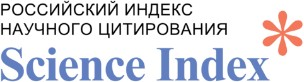 РОССИЙСКИЙ ИНДЕКС
НАУЧНОГО ЦИТИРОВАНИЯ
Science Index